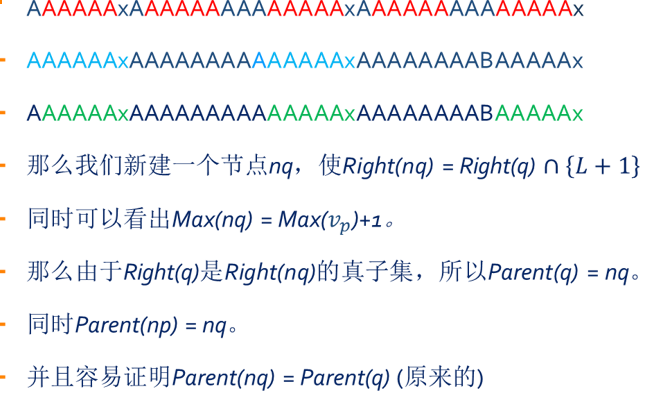 AAAAAAxAAAAAAAAAAAAAAxAAAAAAAAAAAAAAx
AAAAAAxAAAAAAAAAAAAAAxAAAAAAAABAAAAAx
AAAAAAxAAAAAAAAAAAAAAxAAAAAAAABAAAAAx
那么我们新建一个节点nq，使Right(nq) = Right(q) ∩ {L + 1}
同时可以看出Max(nq) = Max(v_p)+1。
那么由于Right(q)是Right(nq)的真子集，所以Parent(q) = nq。
同时Parent(np) = nq。
并且容易证明Parent(nq) = Parent(q) (原来的)